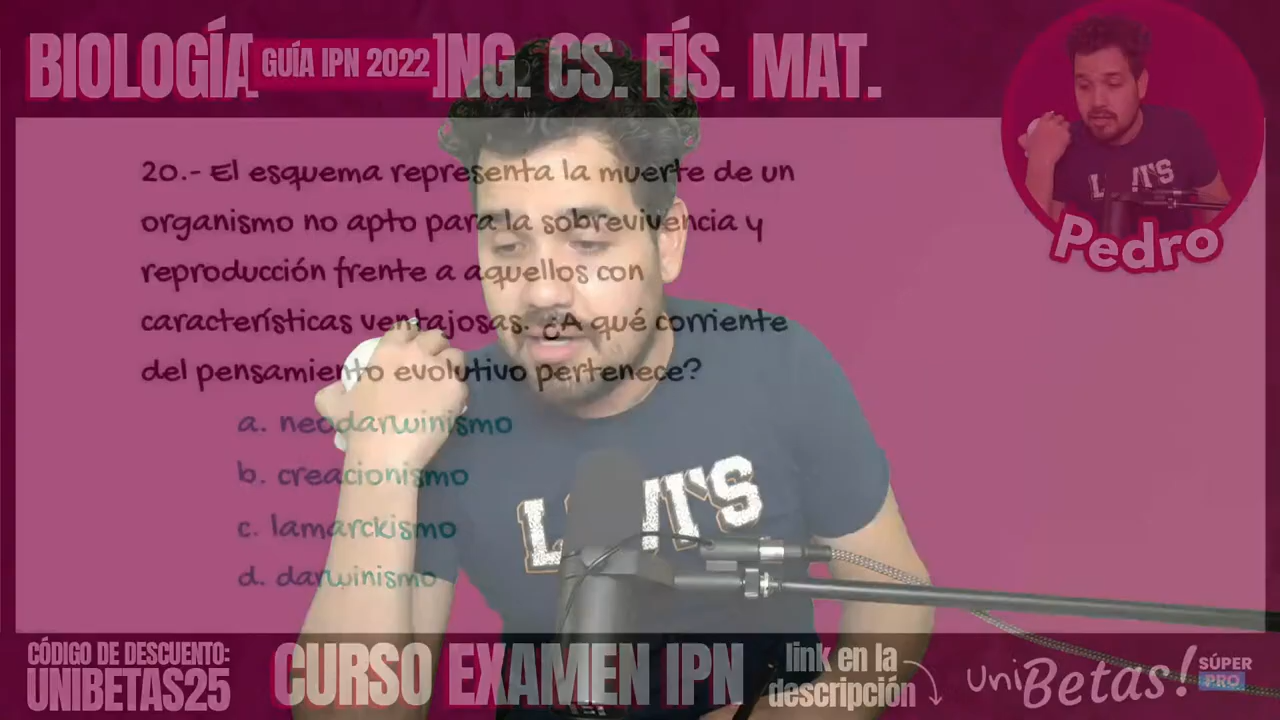 BIOLOGÍA[GUÍA IPN 2022]ING. CS. FÍS. MAT.
20.- El esquema representa la muerte de un
organismo no apto para la sobrevivencia y
reproducción frente a aquellos con
características ventajosas. ¿A qué corriente
del pensamiento evolutivo pertenece?
a. neodarwinismo
b. creacionismo
c. lamarckismo
d. darwinismo
Pedro
CÓDIGO DE DESCUENTO:
UNIBETAS25
CURSO EXAMEN IPN
link en la
descripción
uniBetas!
SÚPER
PRO